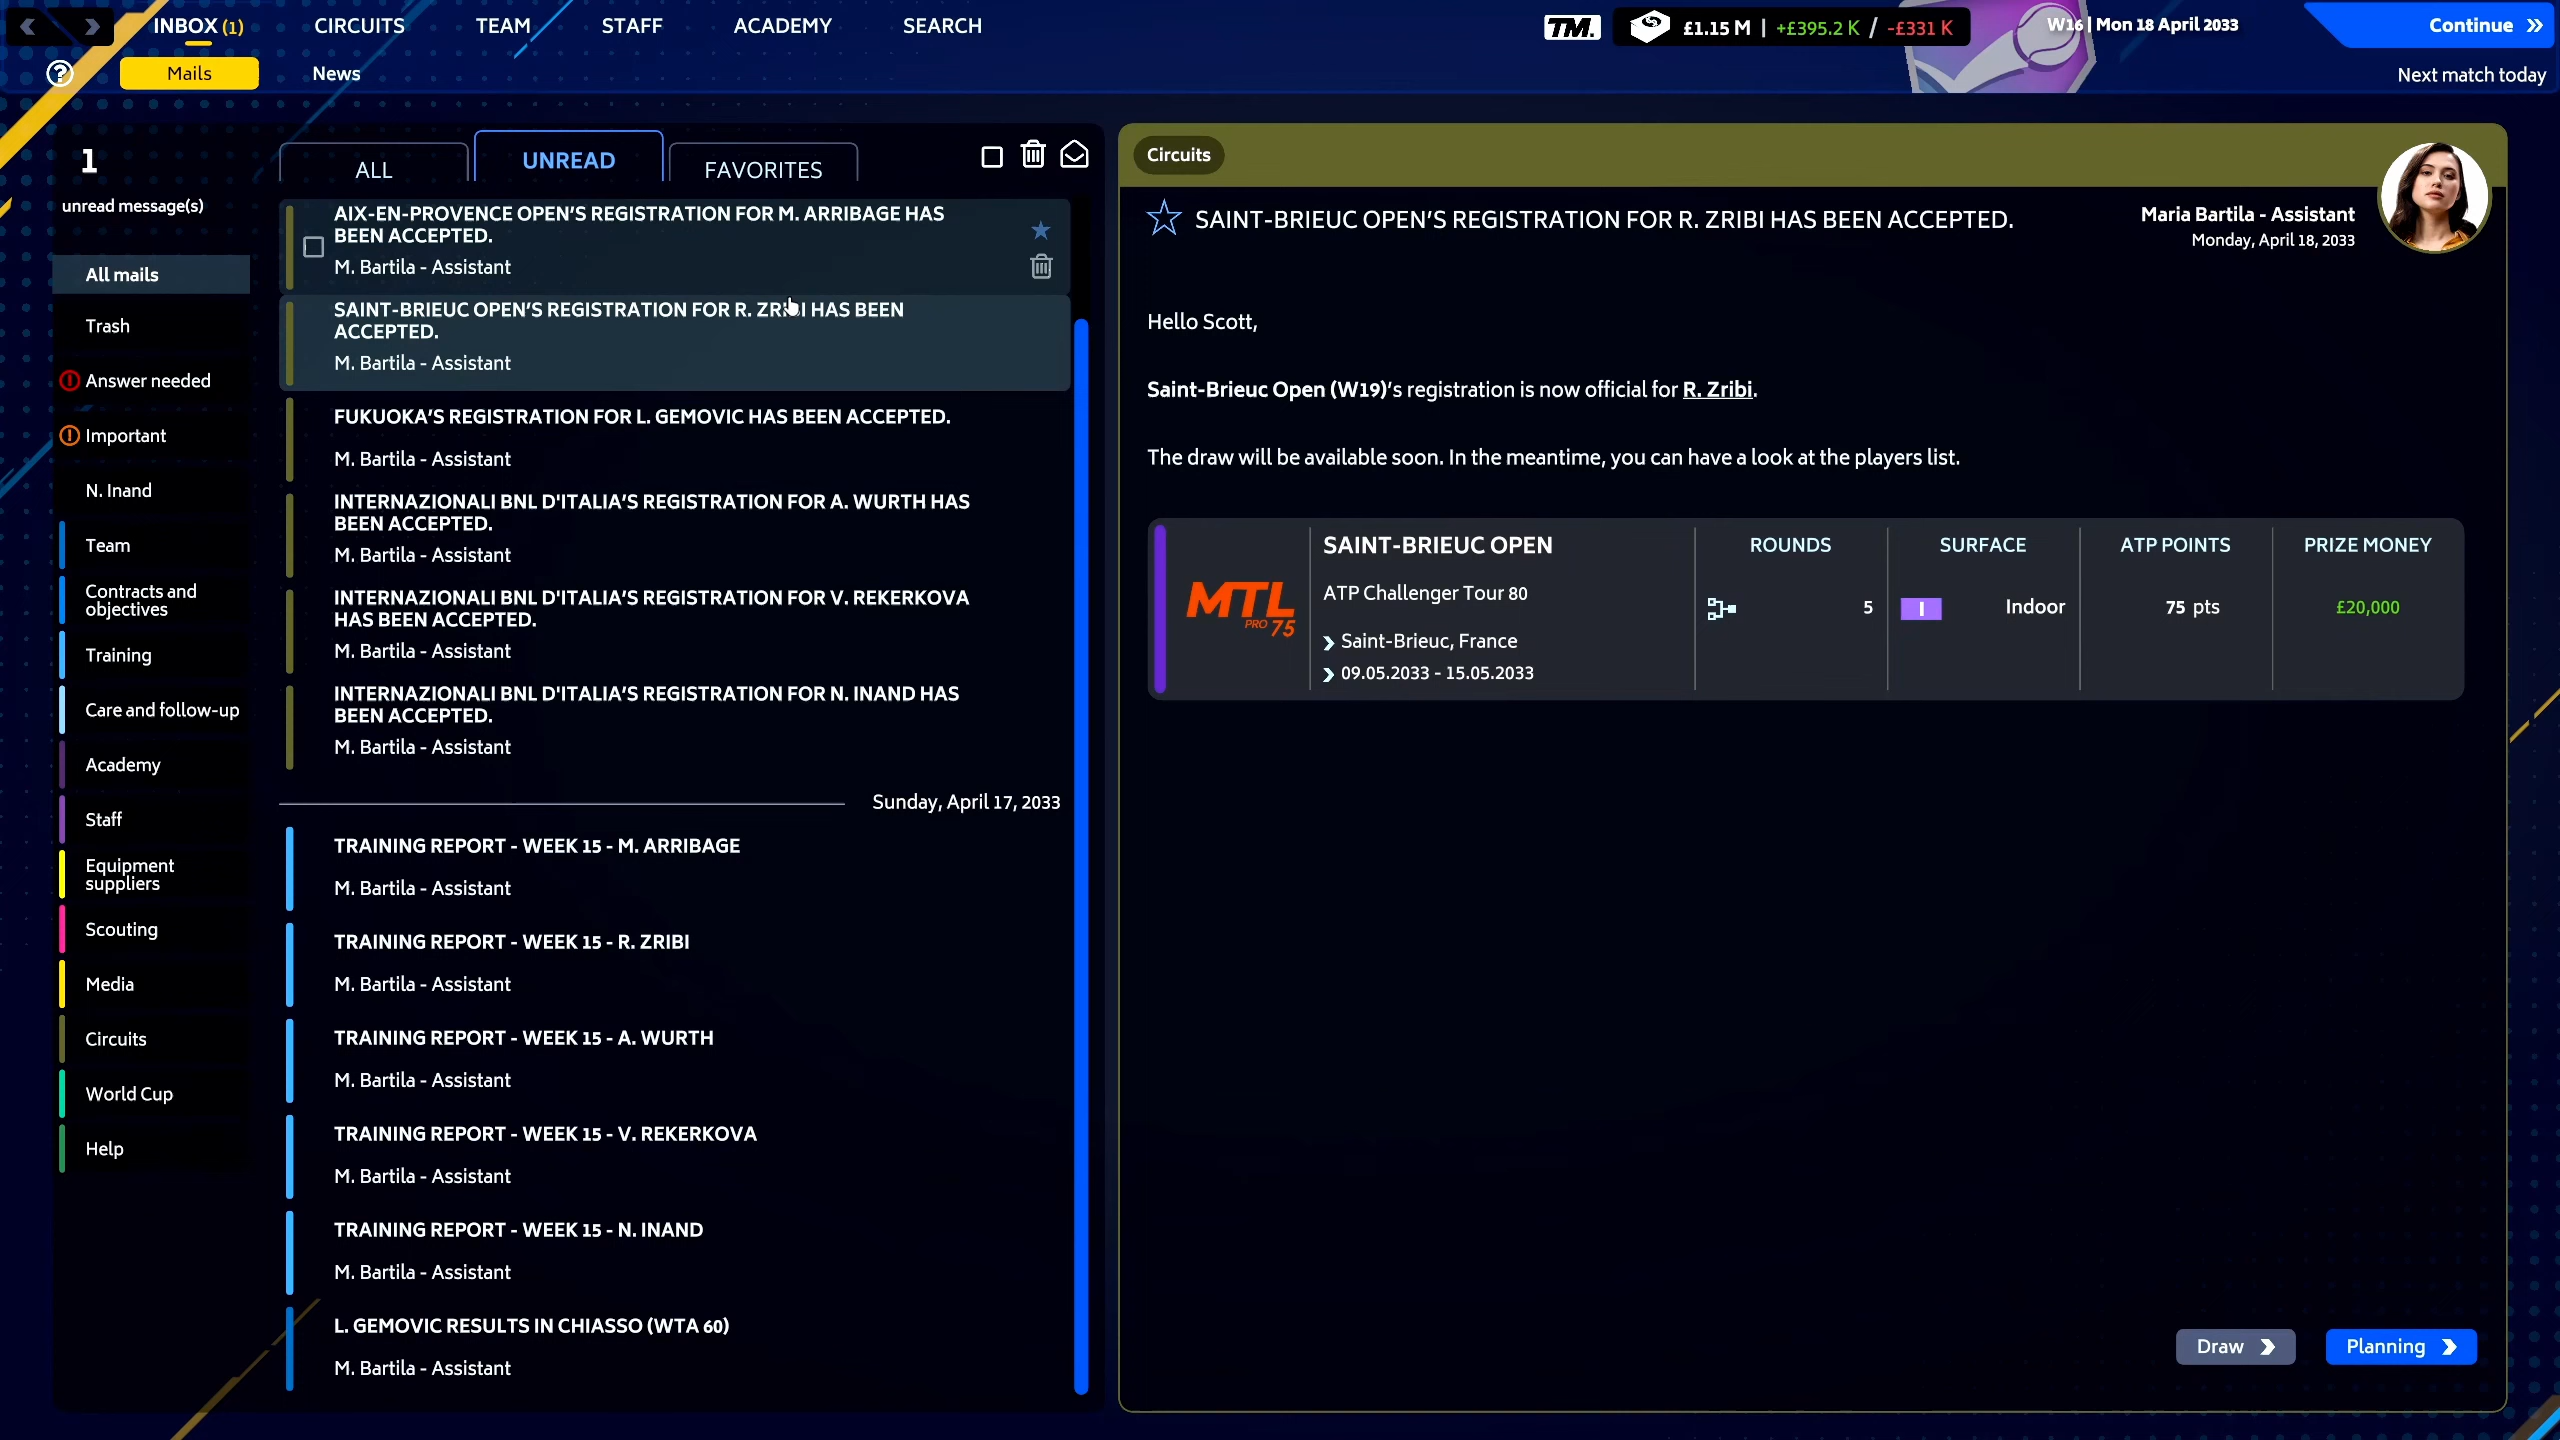 INBOX (1)
CIRCUITS
TEAM
STAFF
ACADEMY
SEARCH
TM.
£1.15 M | +£395.2 K / -£331 K
W16 | Mon 18 April 2033
Continue
Mails
News
Next match today
1
unread message(s)
All mails
Trash
Answer needed
Important
N. Inand
Team
Contracts and
objectives
Training
Care and follow-up
Academy
Staff
Equipment
suppliers
Scouting
Media
Circuits
World Cup
Help
ALL
UNREAD
FAVORITES
AIX-EN-PROVENCE OPEN'S REGISTRATION FOR M. ARRIBAGE HAS
BEEN ACCEPTED.
M. Bartila - Assistant
SAINT-BRIEUC OPEN'S REGISTRATION FOR R. ZRIBI HAS BEEN
ACCEPTED.
M. Bartila - Assistant
FUKUOKA'S REGISTRATION FOR L. GEMOVIC HAS BEEN ACCEPTED.
M. Bartila - Assistant
INTERNAZIONALI BNL D'ITALIA'S REGISTRATION FOR A. WURTH HAS
BEEN ACCEPTED.
M. Bartila - Assistant
INTERNAZIONALI BNL D'ITALIA'S REGISTRATION FOR V. REKERKOVA
HAS BEEN ACCEPTED.
M. Bartila - Assistant
INTERNAZIONALI BNL D'ITALIA'S REGISTRATION FOR N. INAND HAS
BEEN ACCEPTED.
M. Bartila - Assistant
Sunday, April 17, 2033
TRAINING REPORT - WEEK 15 - M. ARRIBAGE
M. Bartila - Assistant
TRAINING REPORT - WEEK 15 - R. ZRIBI
M. Bartila - Assistant
TRAINING REPORT - WEEK 15 - A. WURTH
M. Bartila - Assistant
TRAINING REPORT - WEEK 15 - V. REKERKOVA
M. Bartila - Assistant
TRAINING REPORT - WEEK 15 - N. INAND
M. Bartila - Assistant
L. GEMOVIC RESULTS IN CHIASSO (WTA 60)
M. Bartila - Assistant
Circuits
SAINT-BRIEUC OPEN'S REGISTRATION FOR R. ZRIBI HAS BEEN ACCEPTED.
Maria Bartila - Assistant
Monday, April 18, 2033
Hello Scott,
Saint-Brieuc Open (W19)'s registration is now official for R. Zribi.
The draw will be available soon. In the meantime, you can have a look at the players list.
MTL
PRO 75
SAINT-BRIEUC OPEN
ATP Challenger Tour 80
Saint-Brieuc, France
09.05.2033 - 15.05.2033
ROUNDS
5
SURFACE
I Indoor
ATP POINTS
75 pts
PRIZE MONEY
£20,000
Draw
Planning